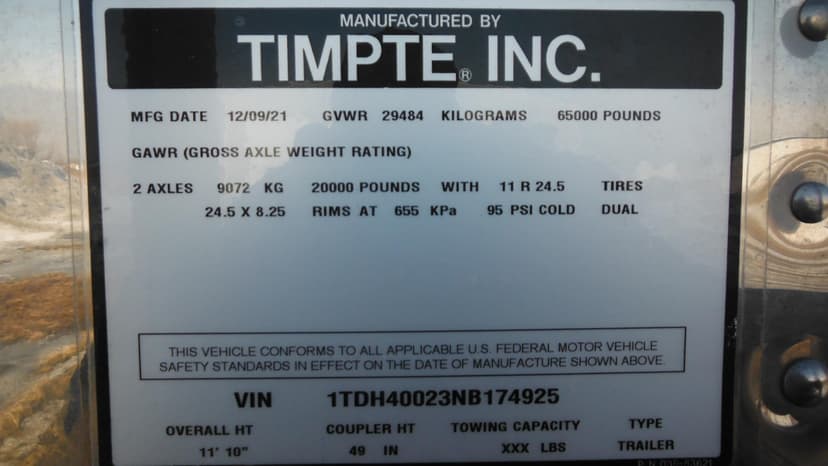 MANUFACTURED BY
TIMPTE® INC.
MFG DATE 12/09/21 GVWR 29484 KILOGRAMS 65000 POUNDS
GAWR (GROSS AXLE WEIGHT RATING)
2 AXLES 9072 KG 20000 POUNDS WITH 11 R 24.5 TIRES
24.5 X 8.25 RIMS AT 655 KPa 95 PSI COLD DUAL
THIS VEHICLE CONFORMS TO ALL APPLICABLE U.S. FEDERAL MOTOR VEHICLE
SAFETY STANDARDS IN EFFECT ON THE DATE OF MANUFACTURE SHOWN ABOVE.
VIN 1TDH40023NB174925
OVERALL HT COUPLER HT TOWING CAPACITY TYPE
11' 10" 49 IN XXX LBS TRAILER